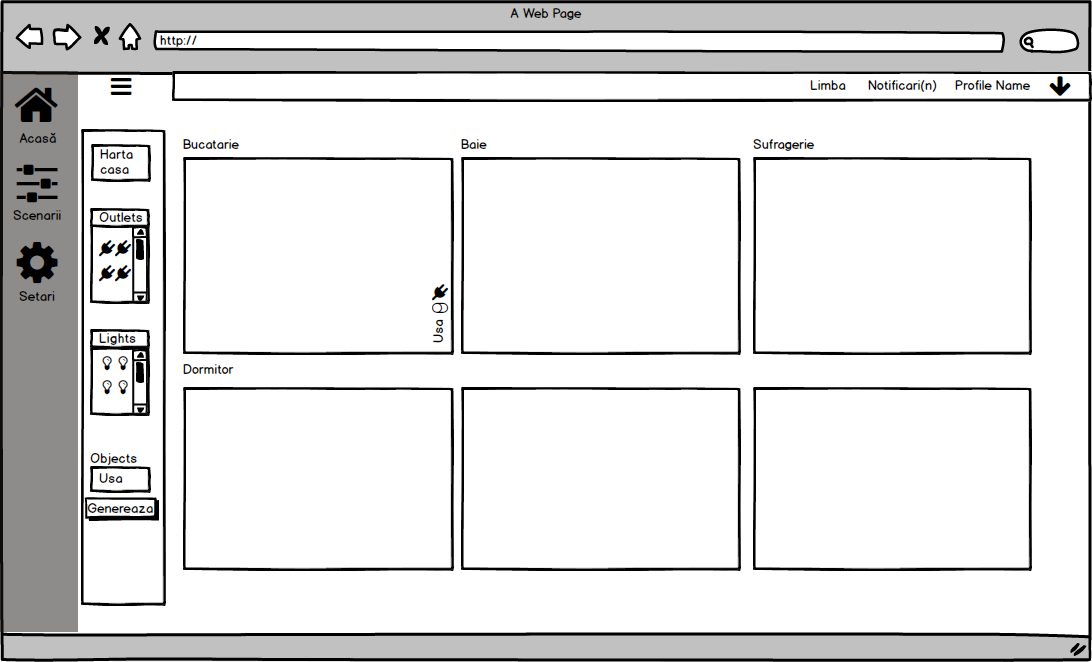 A Web Page
http://
Limba Notificari(n) Profile Name
Acasă
Scenarii
Setari
Harta
casa
Outlets
Lights
Objects
Usa
Genereaza
Bucatarie
Baie
Sufragerie
Usa
Dormitor